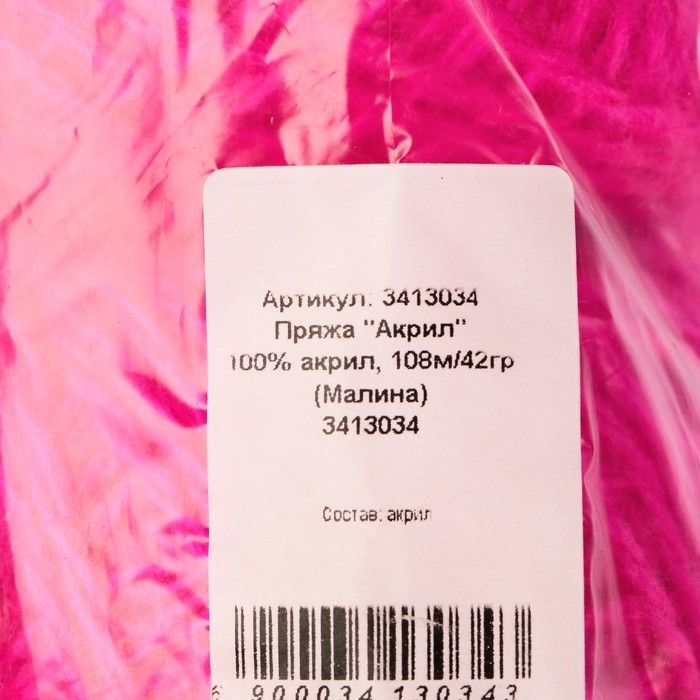 Артикул: 3413034
Пряжа "Акрил"
100% акрил, 108м/42гр
(Малина)
3413034
Состав: акрил
6 900034 130343